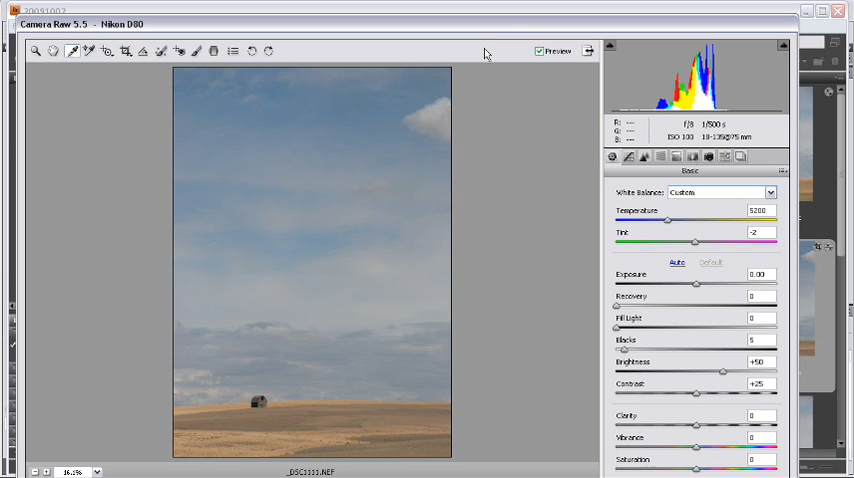 20091002
Camera Raw 5.5 - Nikon D80
Preview
R: ---
G: ---
B: ---
f/8 1/500 s
ISO 100 18-135@75 mm
Basic
White Balance: Custom
Temperature 5200
Tint -2
Auto Default
Exposure 0.00
Recovery 0
Fill Light 0
Blacks 5
Brightness +50
Contrast +25
Clarity 0
Vibrance 0
Saturation 0
16.1% _DSC1111.NEF